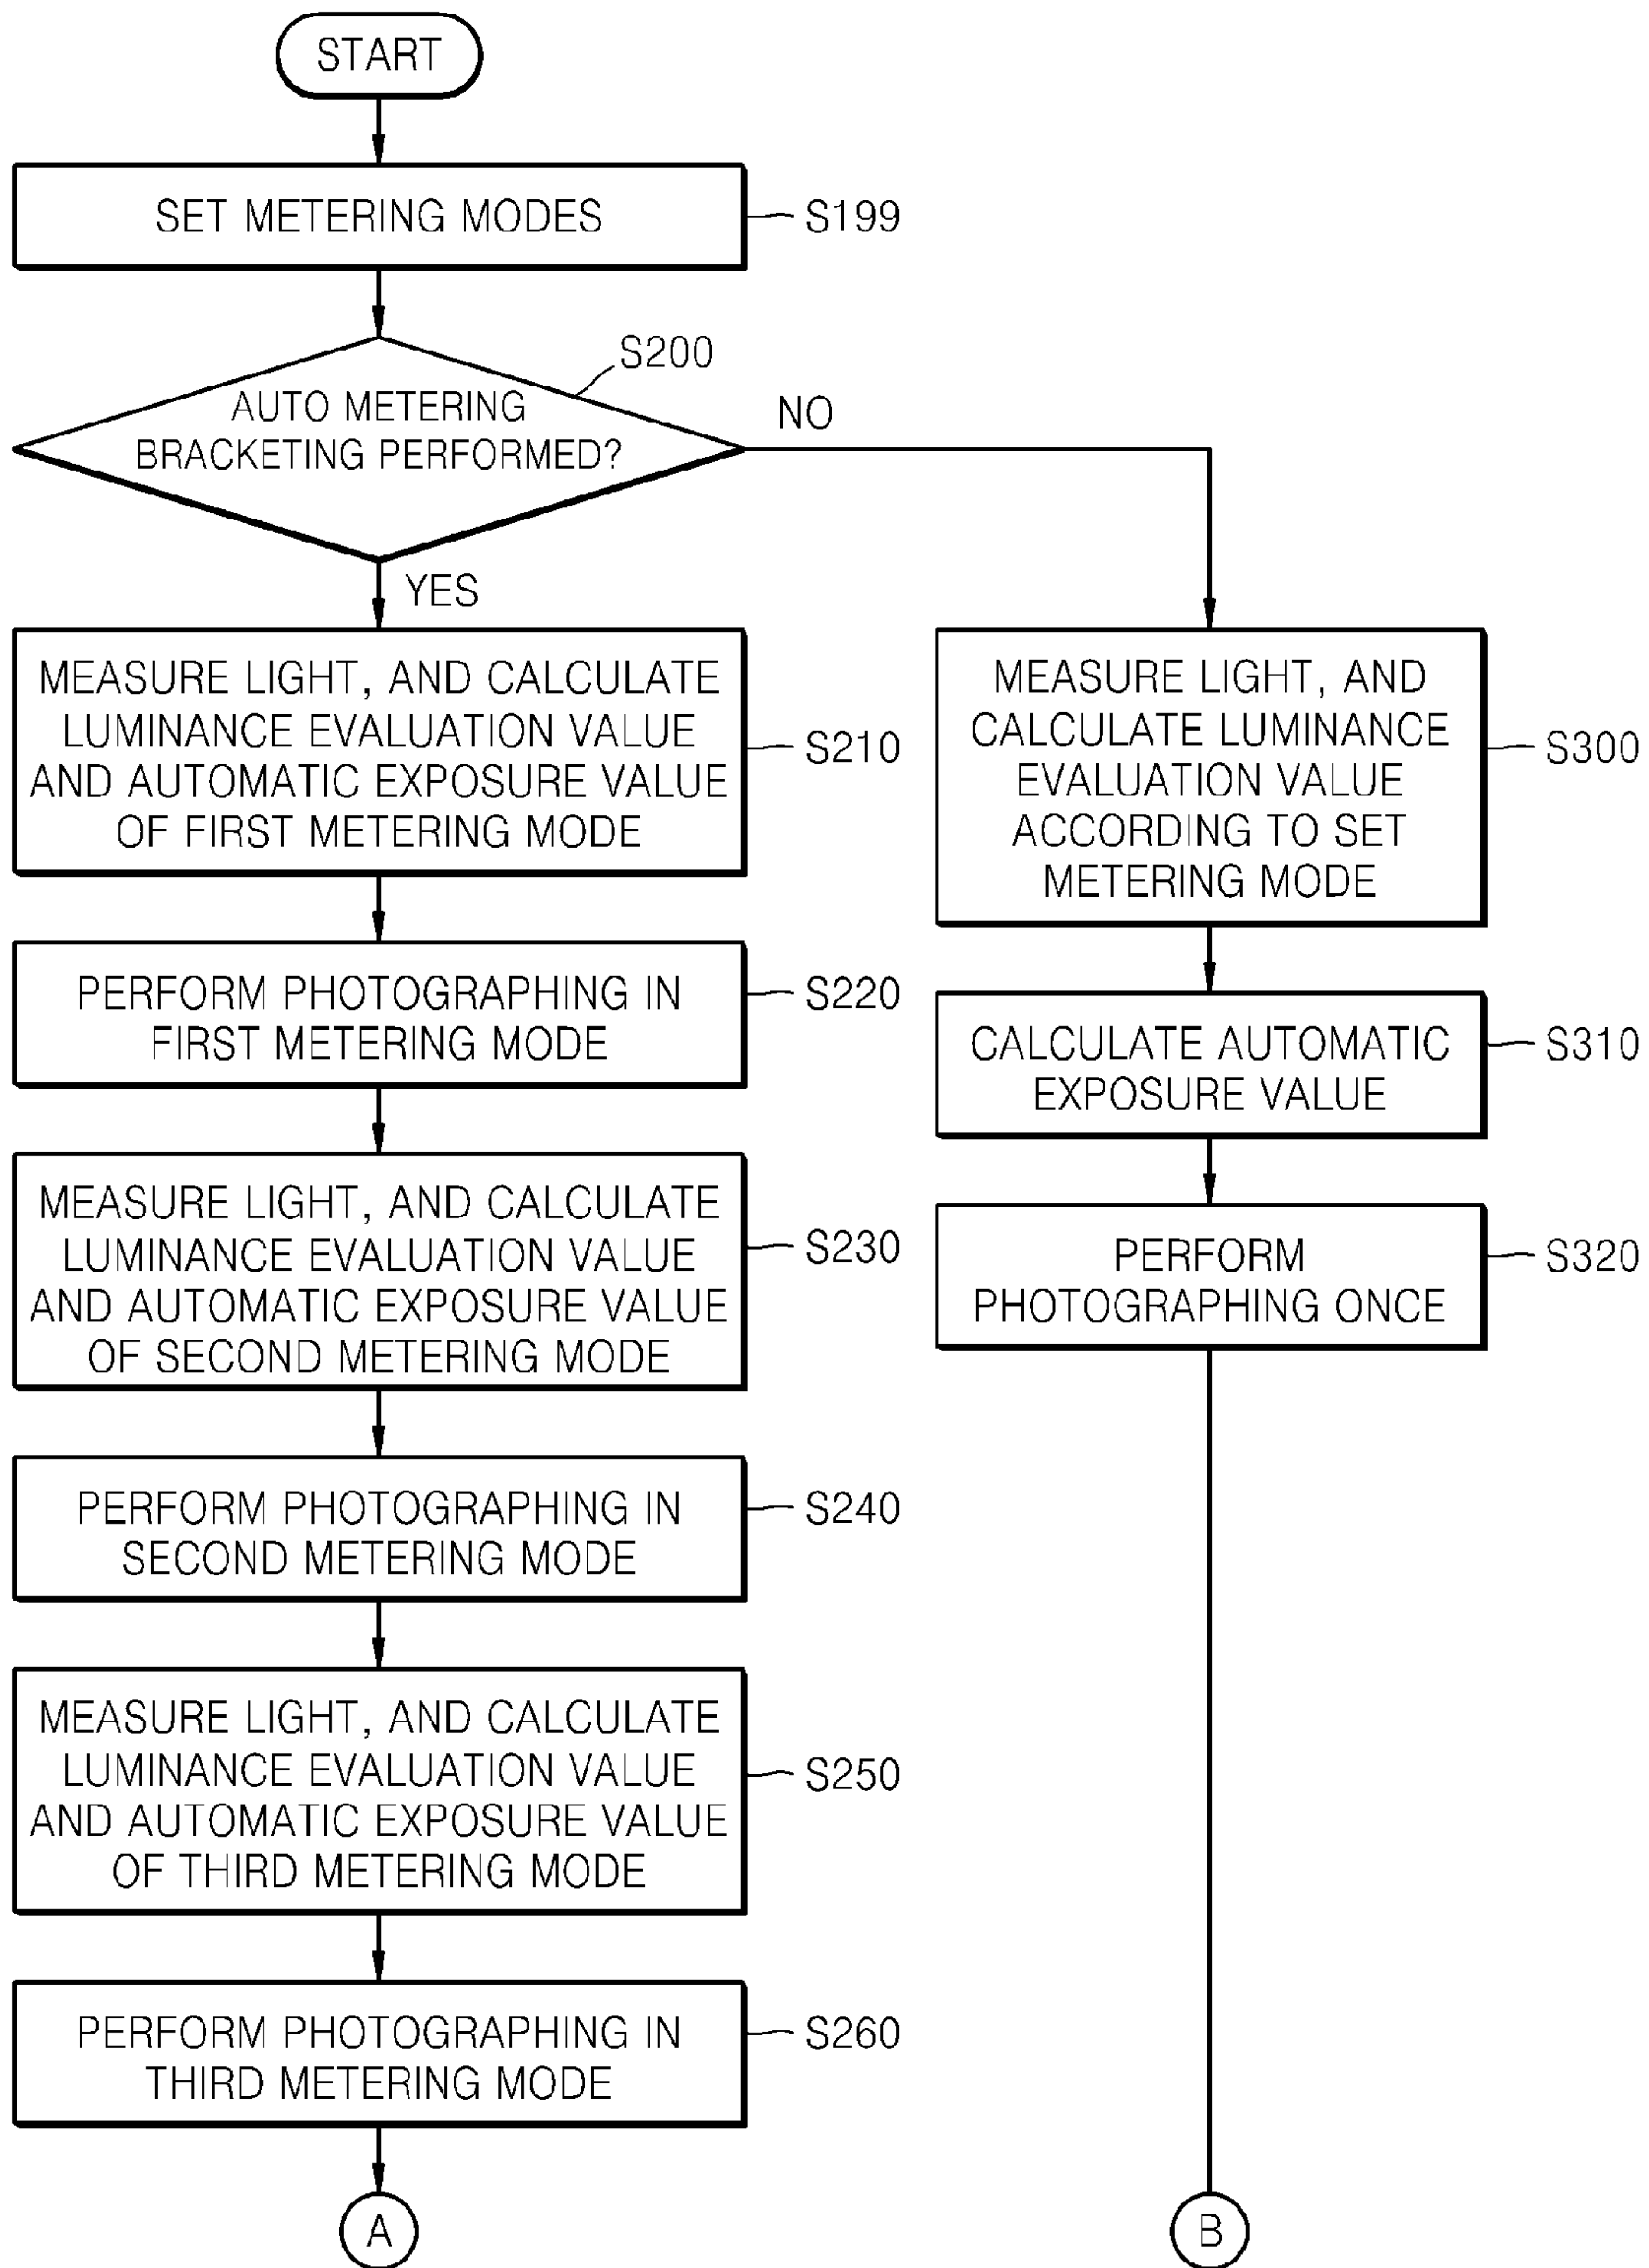 START
SET METERING MODES
S199
S200
AUTO METERING
BRACKETING PERFORMED?
NO
YES
MEASURE LIGHT, AND CALCULATE
LUMINANCE EVALUATION VALUE
AND AUTOMATIC EXPOSURE VALUE
OF FIRST METERING MODE
S210
PERFORM PHOTOGRAPHING IN
FIRST METERING MODE
S220
MEASURE LIGHT, AND CALCULATE
LUMINANCE EVALUATION VALUE
AND AUTOMATIC EXPOSURE VALUE
OF SECOND METERING MODE
S230
PERFORM PHOTOGRAPHING IN
SECOND METERING MODE
S240
MEASURE LIGHT, AND CALCULATE
LUMINANCE EVALUATION VALUE
AND AUTOMATIC EXPOSURE VALUE
OF THIRD METERING MODE
S250
PERFORM PHOTOGRAPHING IN
THIRD METERING MODE
S260
A
MEASURE LIGHT, AND
CALCULATE LUMINANCE
EVALUATION VALUE
ACCORDING TO SET
METERING MODE
S300
CALCULATE AUTOMATIC
EXPOSURE VALUE
S310
PERFORM
PHOTOGRAPHING ONCE
S320
B